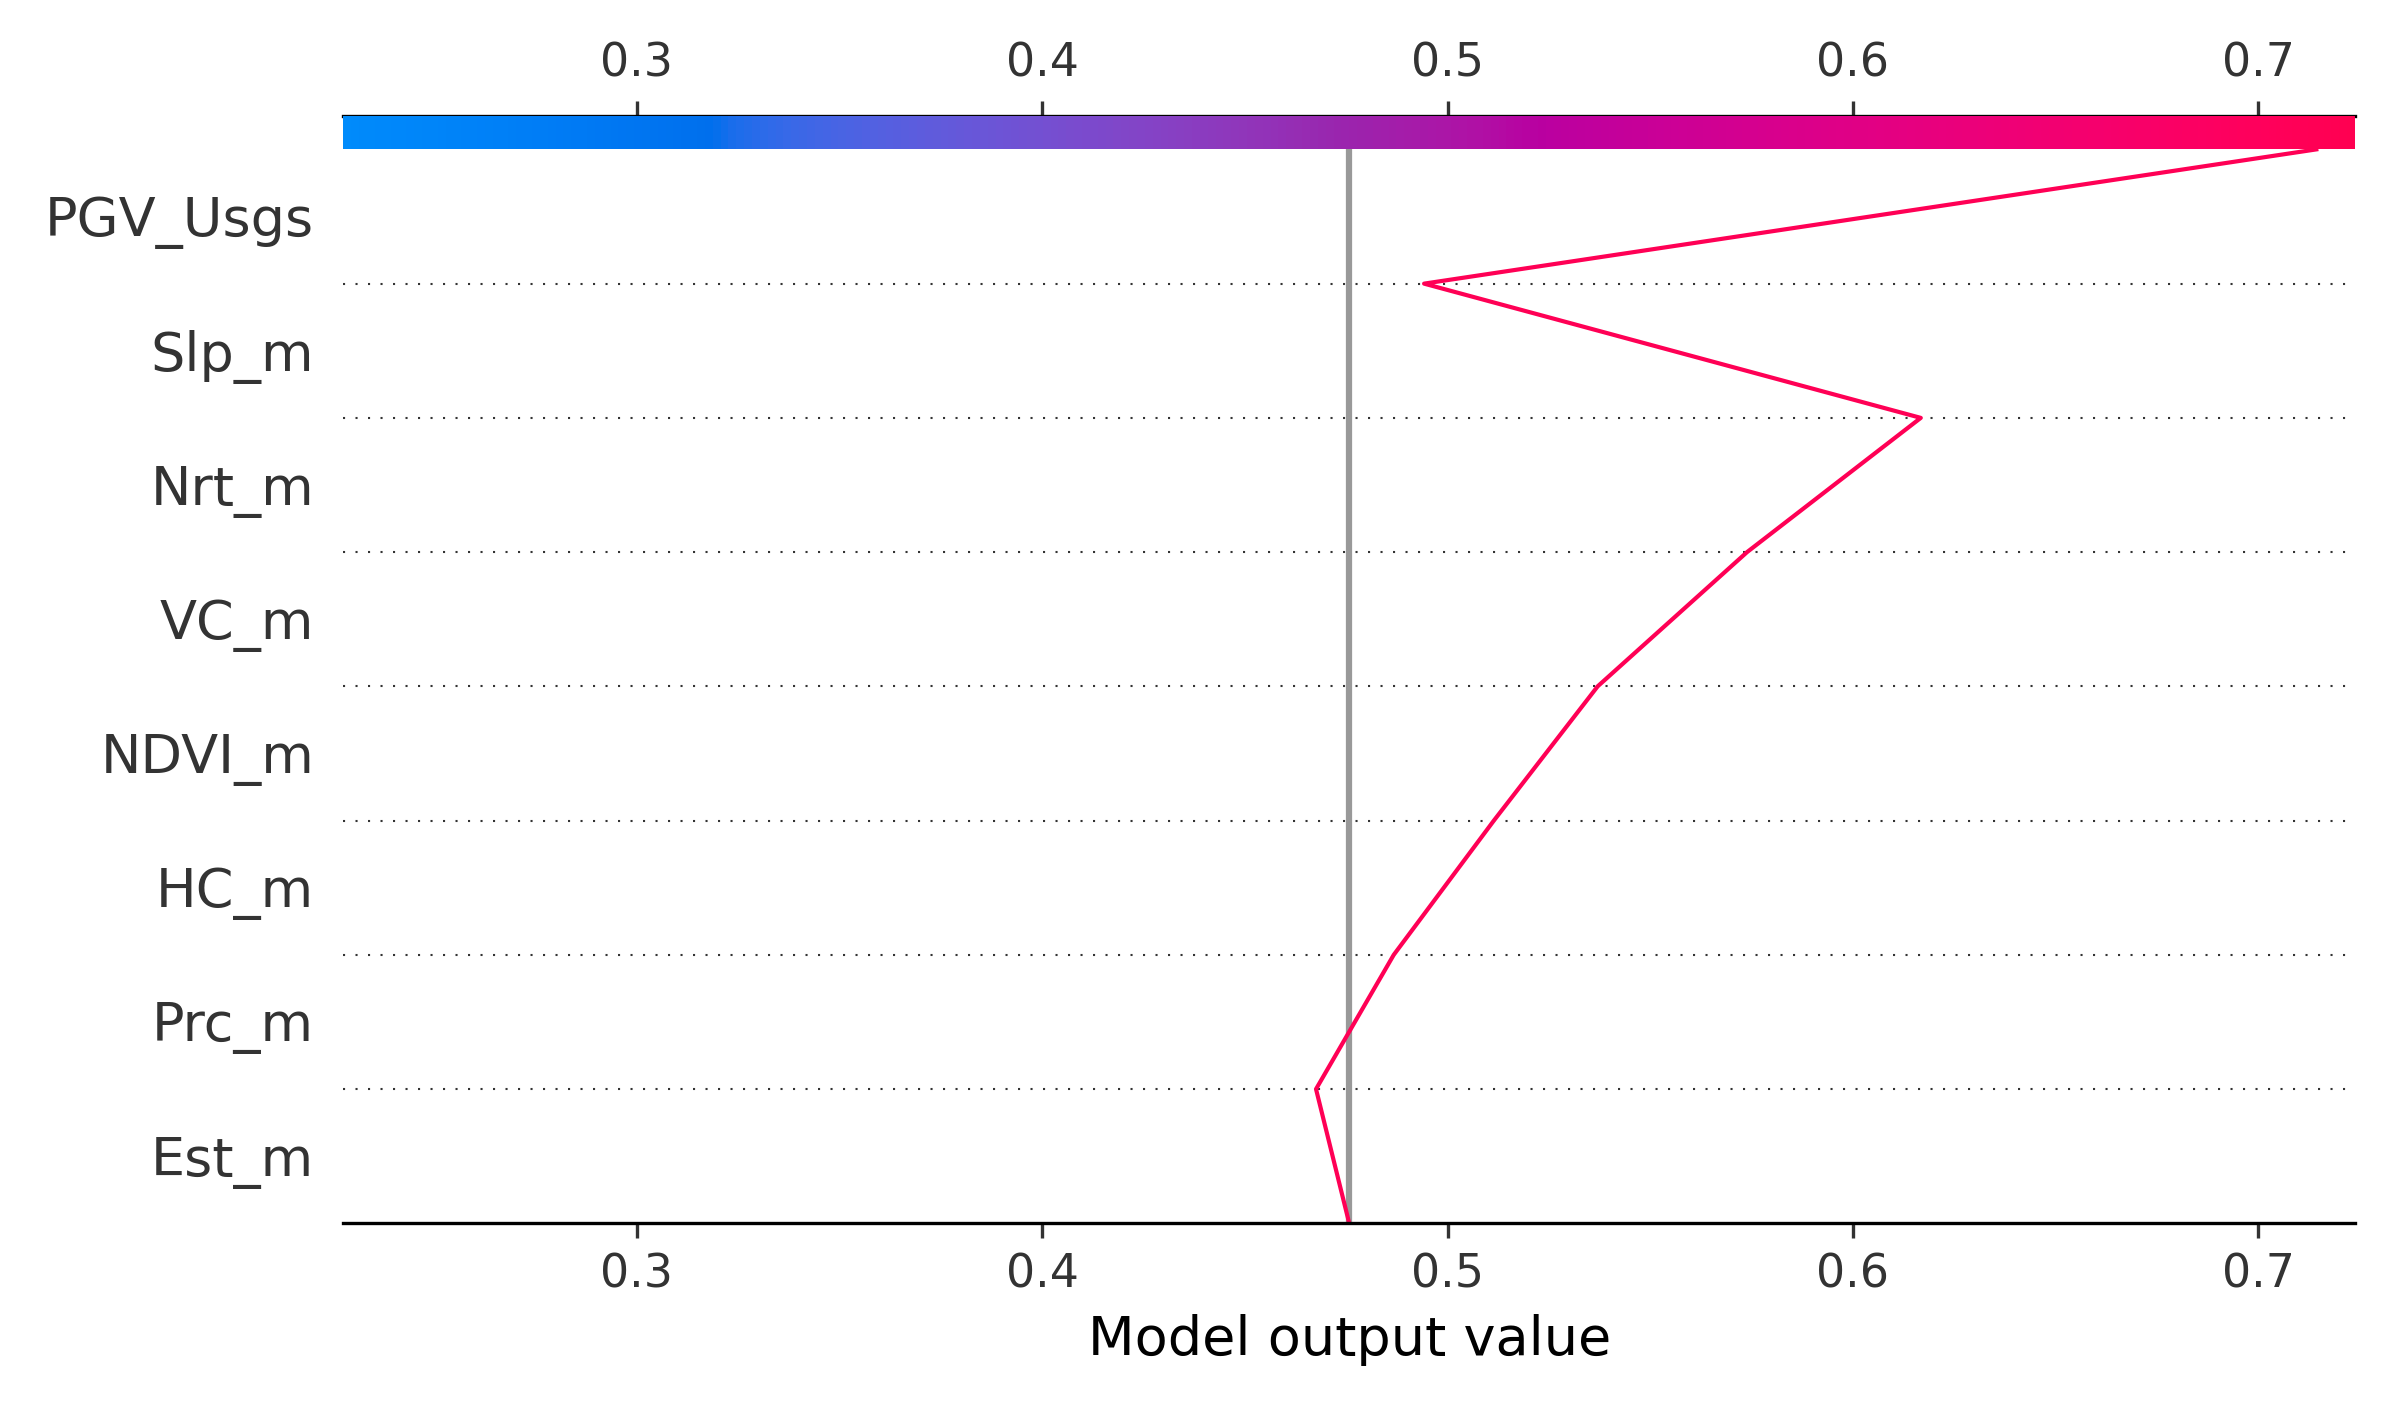 0.3 0.4 0.5 0.6 0.7
PGV_Usgs
Slp_m
Nrt_m
VC_m
NDVI_m
HC_m
Prc_m
Est_m
0.3 0.4 0.5 0.6 0.7
Model output value